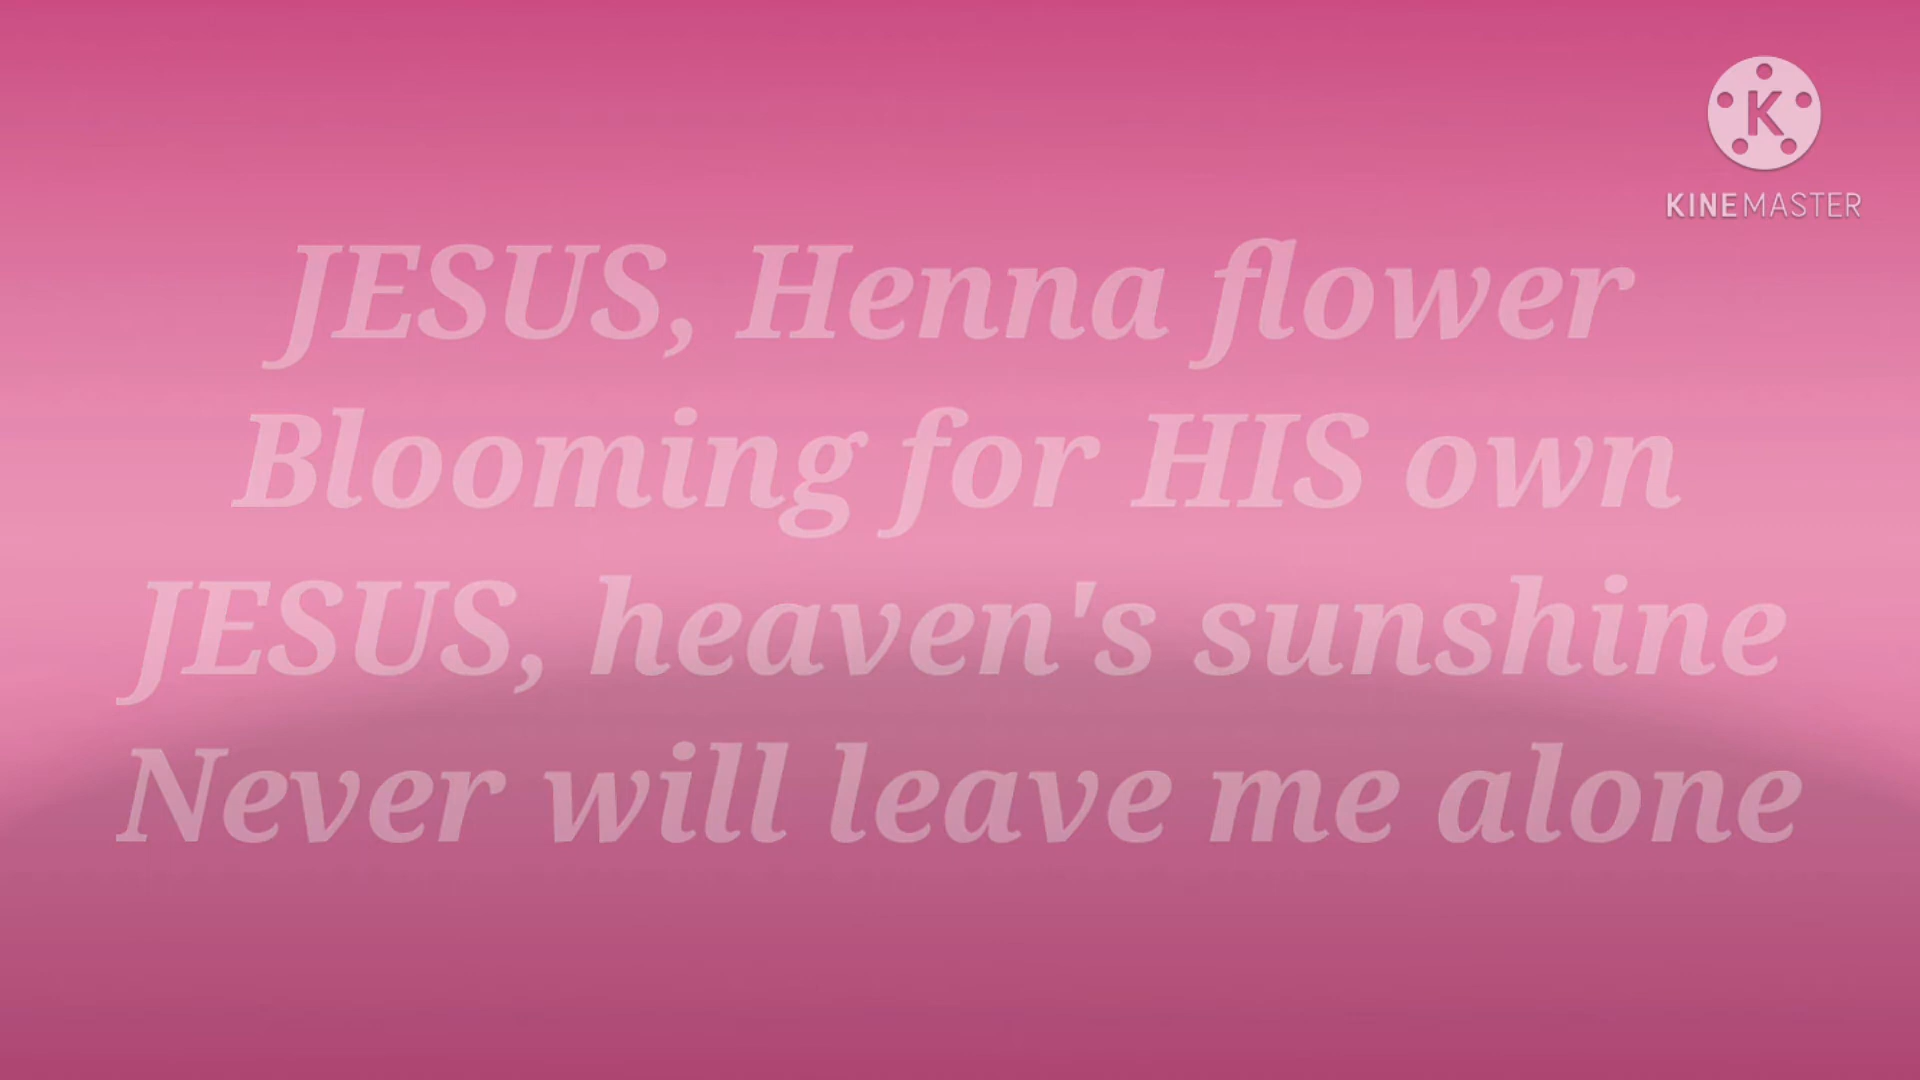 K
KINEMASTER
JESUS, Henna flower
Blooming for HIS own
JESUS, heaven's sunshine
Never will leave me alone